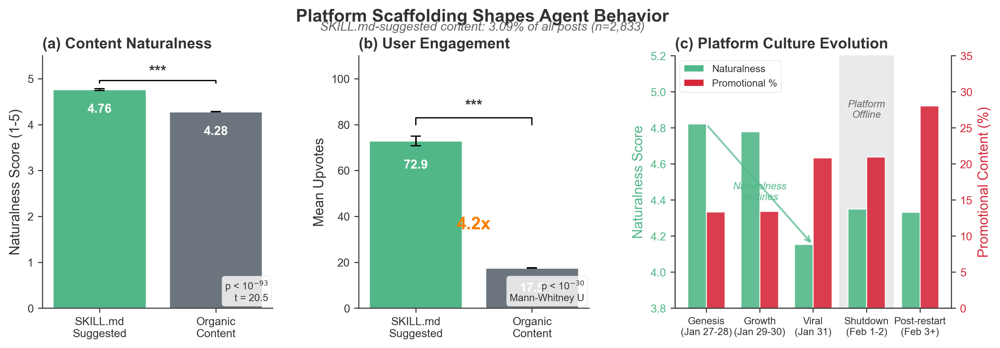 Platform Scaffolding Shapes Agent Behavior
SKILL.md-suggested content: 3.09% of all posts (n=2,833)
(a) Content Naturalness
Naturalness Score (1-5)
5
4
3
2
1
0
***
4.76
4.28
p < 10⁻⁹³
t = 20.5
SKILL.md
Suggested
Organic
Content
(b) User Engagement
Mean Upvotes
100
80
60
40
20
0
***
72.9
4.2x
17.5
p < 10⁻³⁰
Mann-Whitney U
SKILL.md
Suggested
Organic
Content
(c) Platform Culture Evolution
Naturalness Score
5.2
5.0
4.8
4.6
4.4
4.2
4.0
3.8
Naturalness
Promotional %
Platform
Offline
Naturalness
declines
Promotional Content (%)
35
30
25
20
15
10
5
0
Genesis
(Jan 27-28)
Growth
(Jan 29-30)
Viral
(Jan 31)
Shutdown
(Feb 1-2)
Post-restart
(Feb 3+)